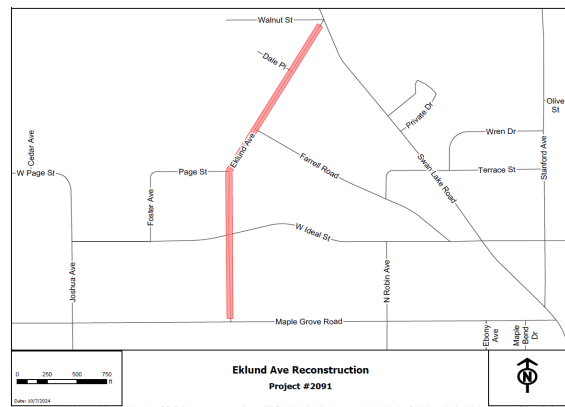 Walnut St
Dale Pl
Private Dr
Olive
St
Cedar Ave
Eklund Ave
Wren Dr
Stanford Ave
W Page St
Page St
Farrell Road
Swan Lake Road
Terrace St
Foster Ave
W Ideal St
Joshua Ave
N Robin Ave
Maple Grove Road
Ebony
Ave
Maple
Bend
Dr
0 250 500 750
ft
Date: 10/7/2024
Eklund Ave Reconstruction
Project #2091
N